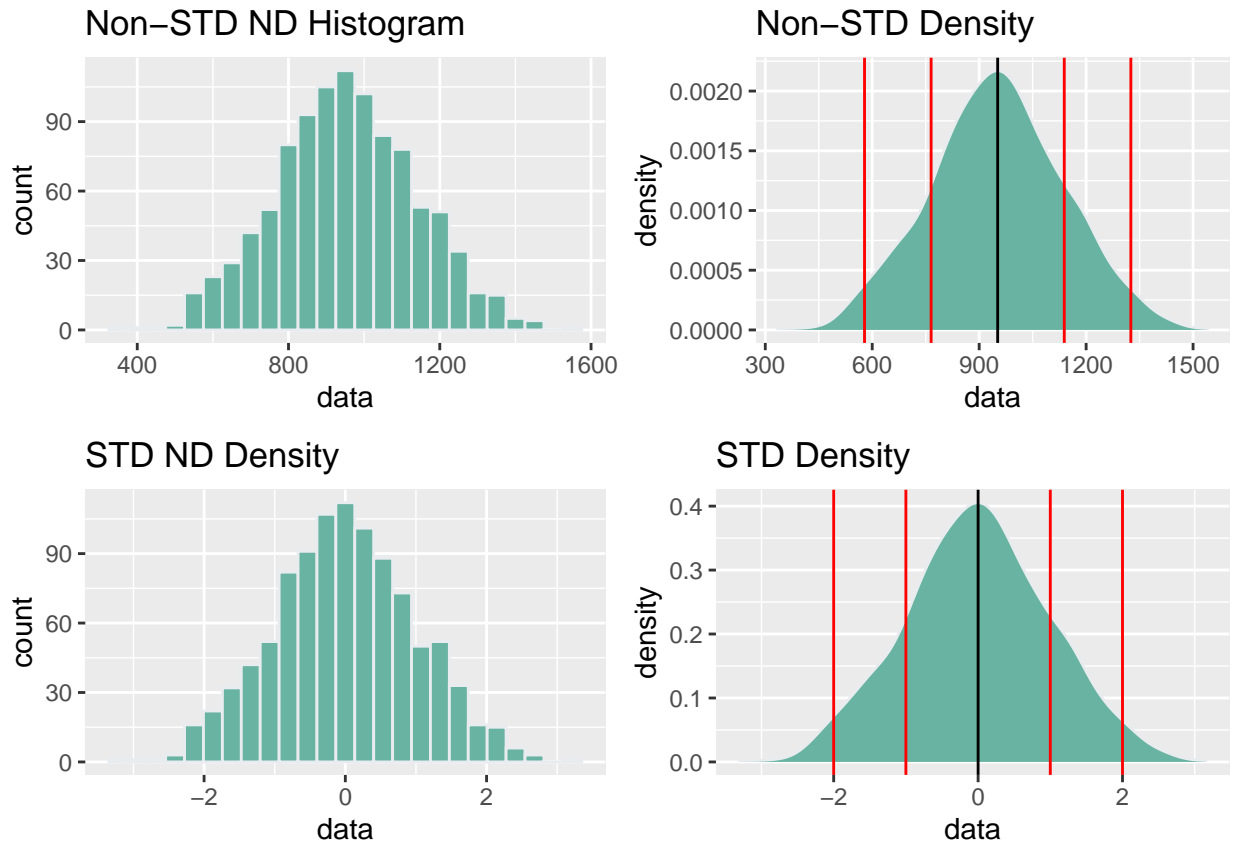 Non−STD ND Histogram
count
90
60
30
0
400 800 1200 1600
data
Non−STD Density
density
0.0020
0.0015
0.0010
0.0005
0.0000
300 600 900 1200 1500
data
STD ND Density
count
90
60
30
0
−2 0 2
data
STD Density
density
0.4
0.3
0.2
0.1
0.0
−2 0 2
data